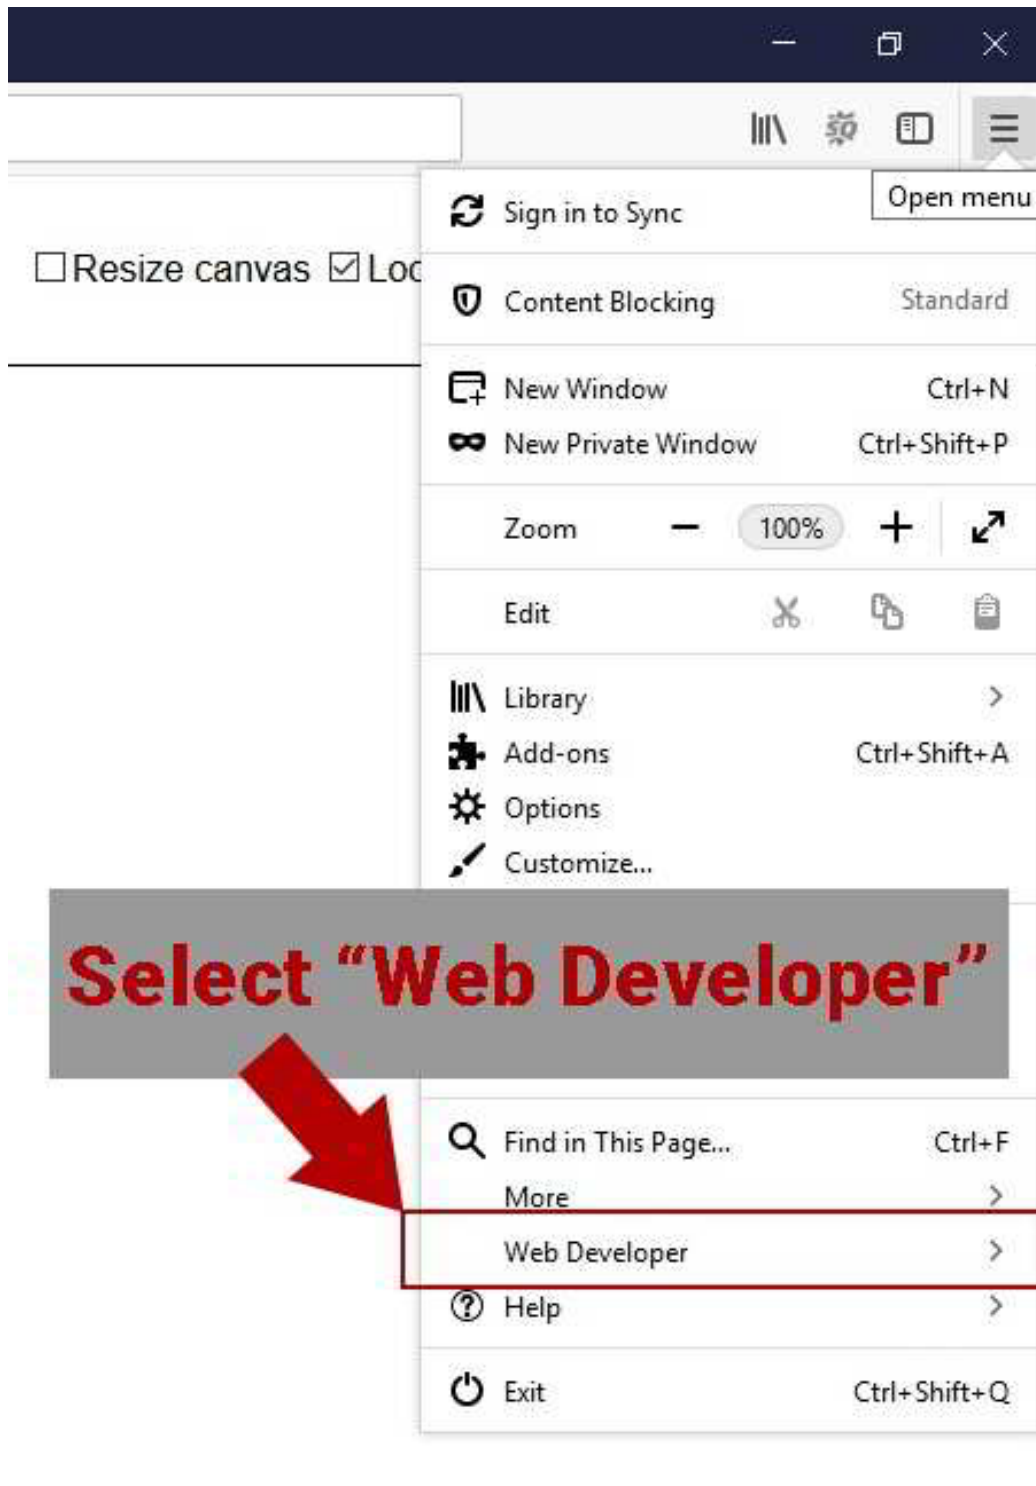 Open menu
Sign in to Sync
Resize canvas
Content Blocking Standard
New Window Ctrl+N
New Private Window Ctrl+Shift+P
Zoom 100%
Edit
Library
Add-ons Ctrl+Shift+A
Options
Customize...
Select “Web Developer”
Find in This Page... Ctrl+F
More
Web Developer
Help
Exit Ctrl+Shift+Q